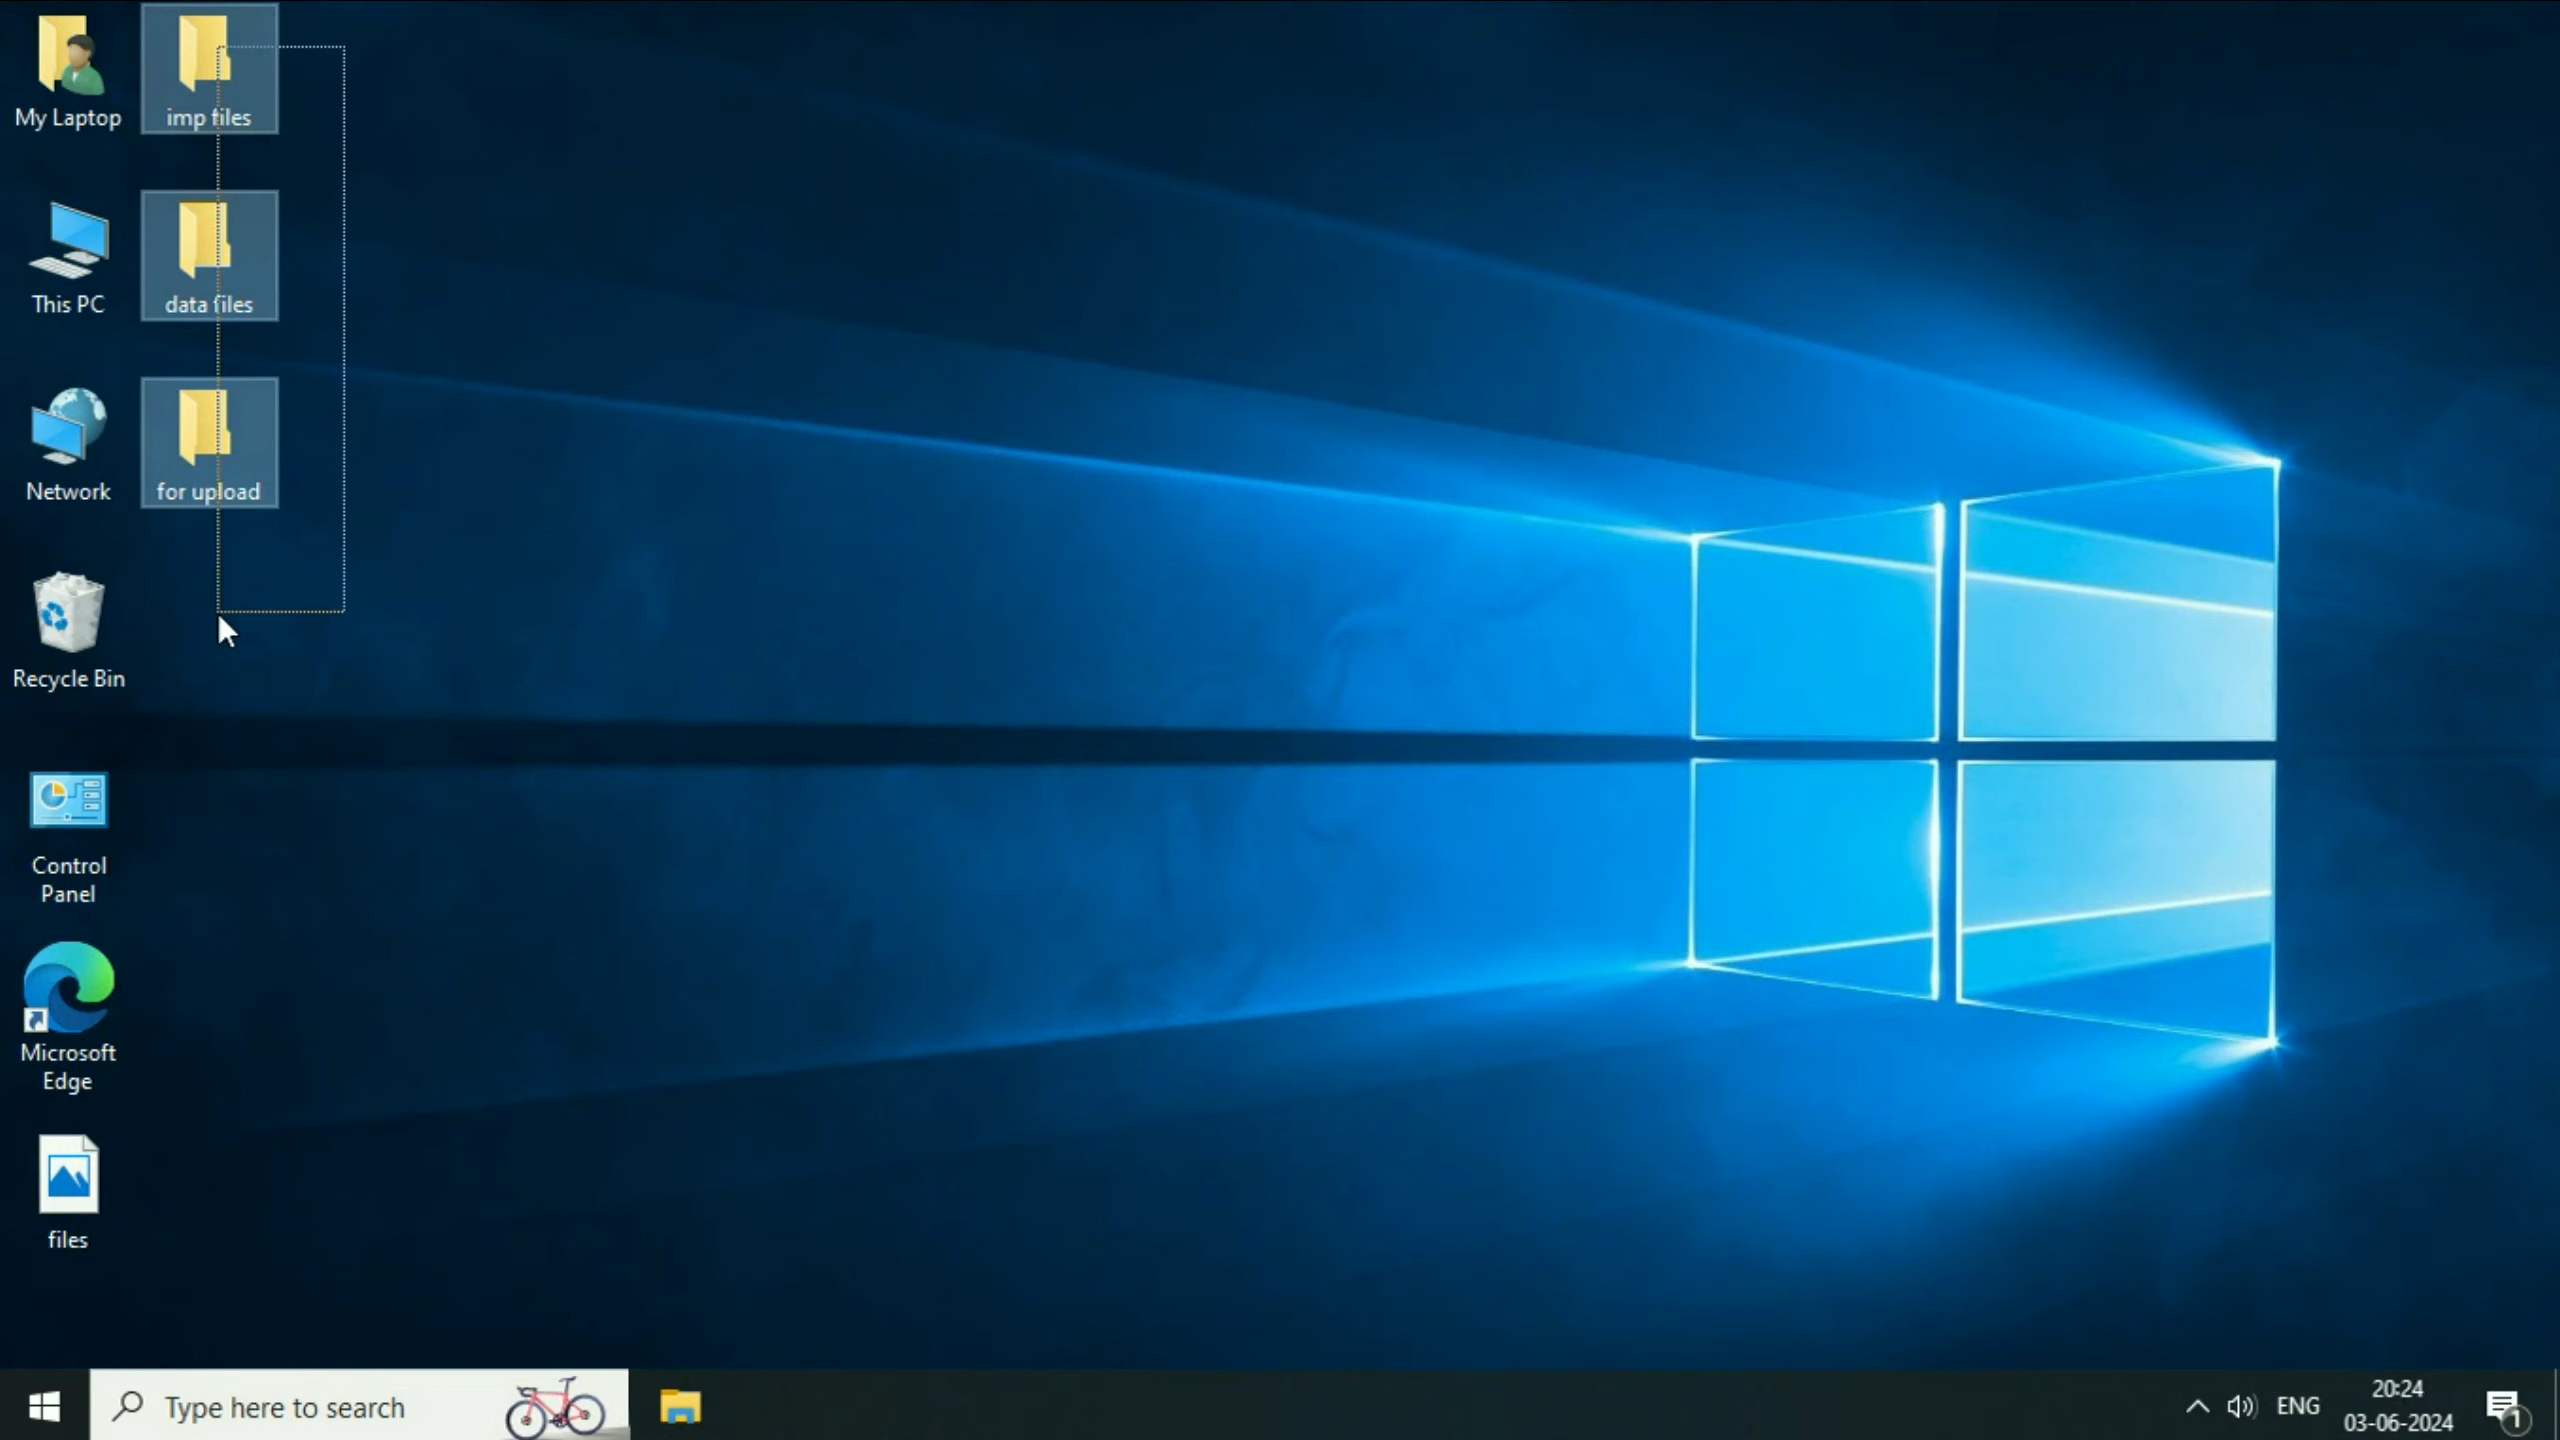 My Laptop
imp files
This PC
data files
Network
for upload
Recycle Bin
Control
Panel
Microsoft
Edge
files
Type here to search
ENG
20:24
03-06-2024
1